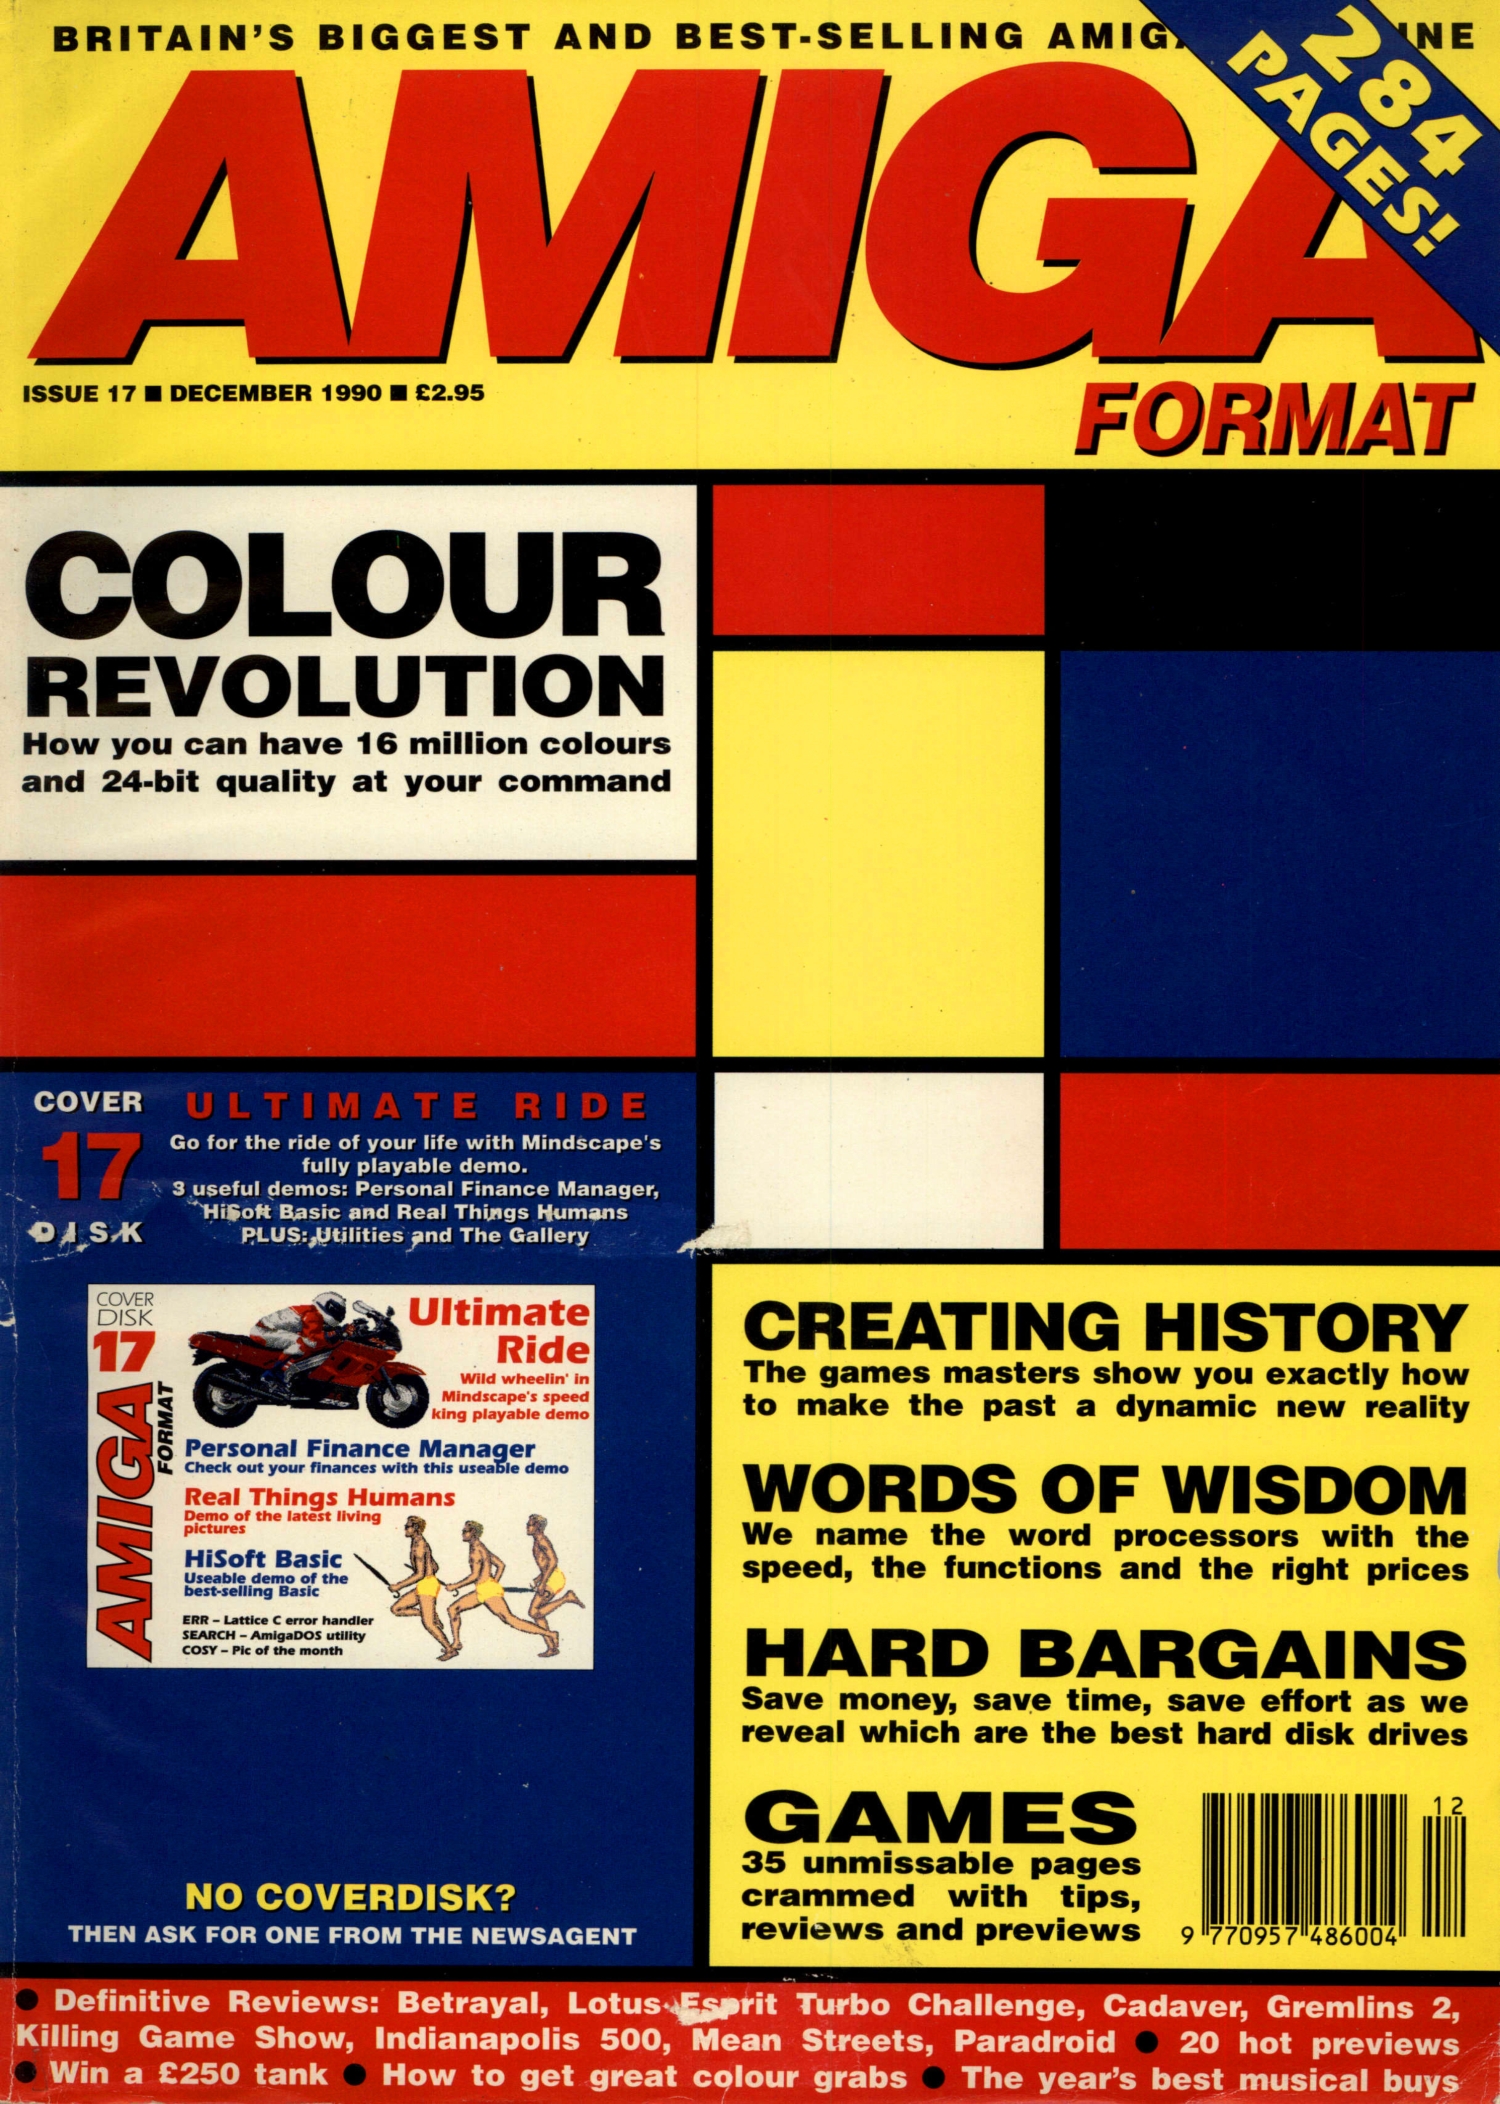 BRITAIN'S BIGGEST AND BEST-SELLING AMIGA INE
284
PAGES!
AMIGA
FORMAT
ISSUE 17 ■ DECEMBER 1990 ■ £2.95
COLOUR
REVOLUTION
How you can have 16 million colours
and 24-bit quality at your command
COVER
17
DISK
ULTIMATE RIDE
Go for the ride of your life with Mindscape's
fully playable demo.
3 useful demos: Personal Finance Manager,
HiSoft Basic and Real Things Humans
PLUS: Utilities and The Gallery
COVER
DISK
17
AMIGA
FORMAT
Ultimate
Ride
Wild wheelin' in
Mindscape's speed
king playable demo
Personal Finance Manager
Check out your finances with this useable demo
Real Things Humans
Demo of the latest living
pictures
HiSoft Basic
Useable demo of the
best-selling Basic
ERR – Lattice C error handler
SEARCH – AmigaDOS utility
COSY – Pic of the month
NO COVERDISK?
THEN ASK FOR ONE FROM THE NEWSAGENT
CREATING HISTORY
The games masters show you exactly how
to make the past a dynamic new reality
WORDS OF WISDOM
We name the word processors with the
speed, the functions and the right prices
HARD BARGAINS
Save money, save time, save effort as we
reveal which are the best hard disk drives
GAMES
35 unmissable pages
crammed with tips,
reviews and previews
12
9 770957 486004
● Definitive Reviews: Betrayal, Lotus Esprit Turbo Challenge, Cadaver, Gremlins 2,
Killing Game Show, Indianapolis 500, Mean Streets, Paradroid ● 20 hot previews
● Win a £250 tank ● How to get great colour grabs ● The year's best musical buys